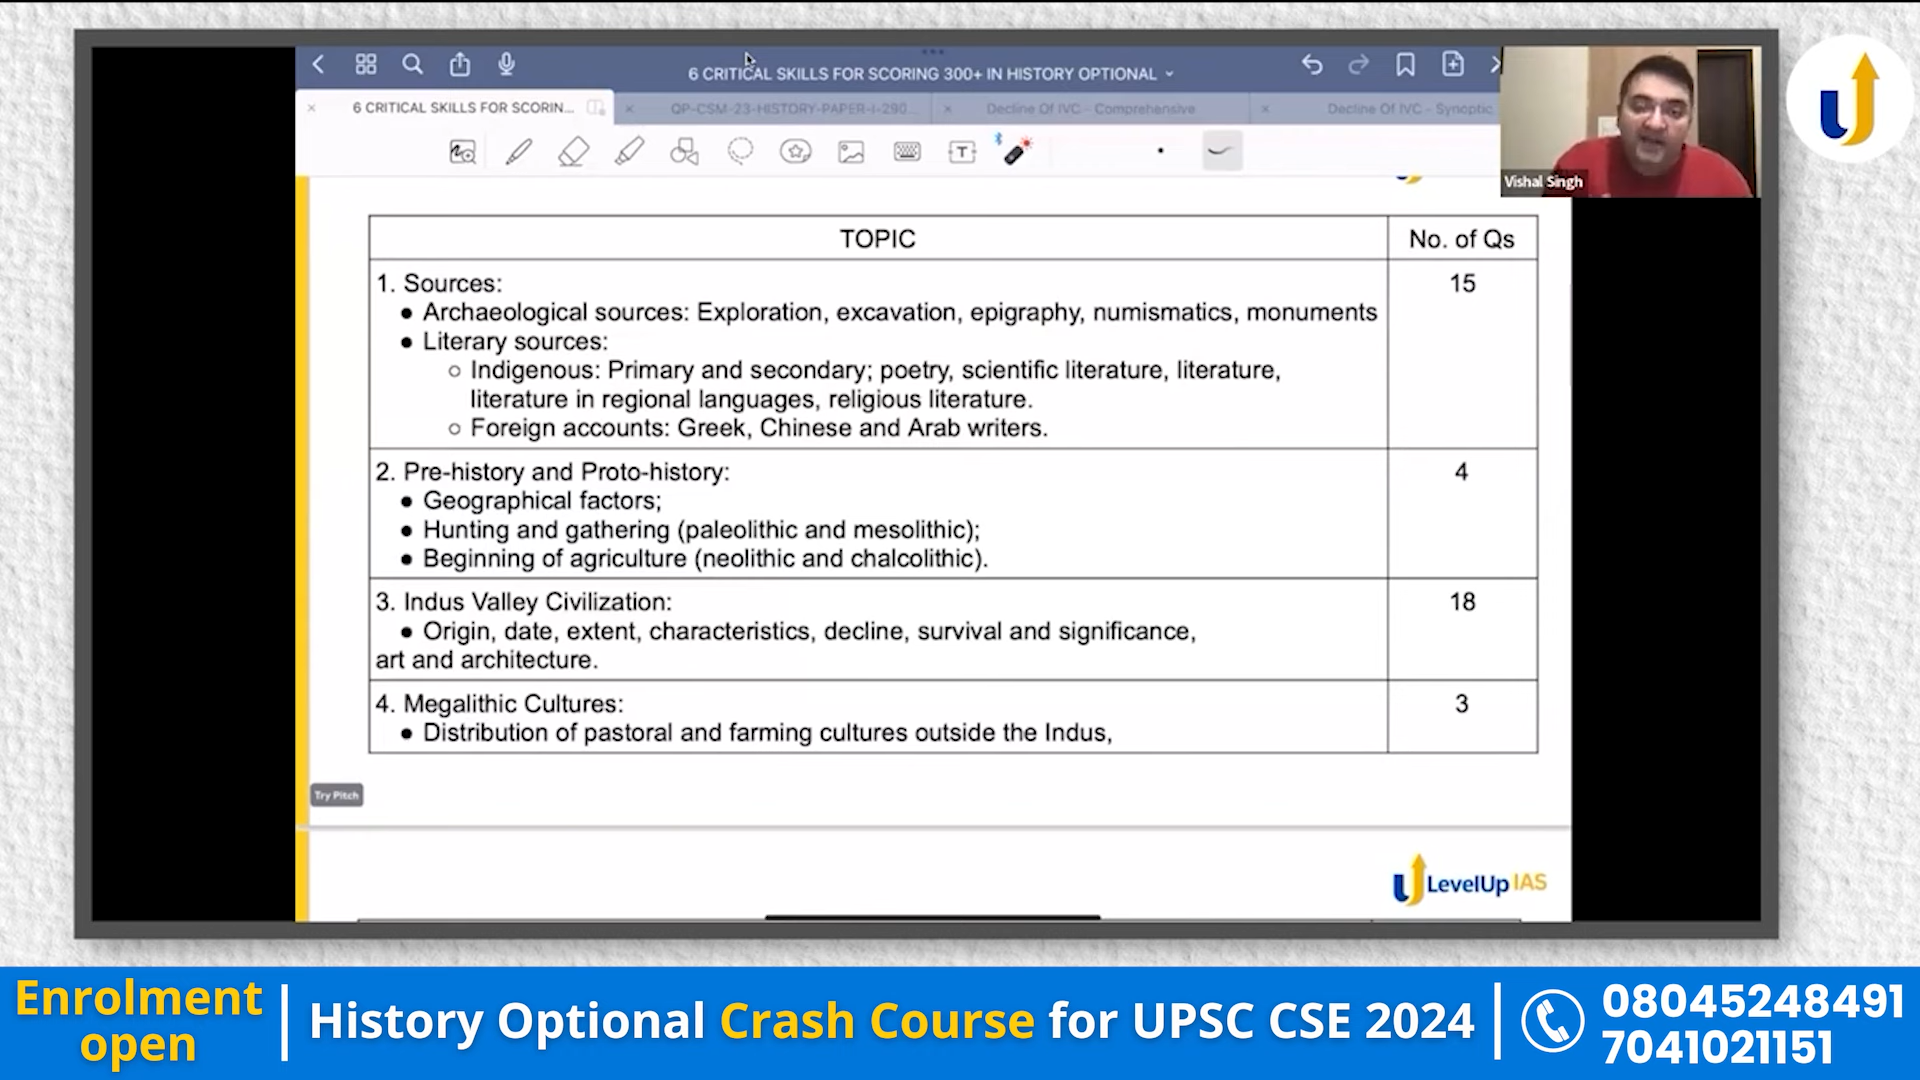 6 CRITICAL SKILLS FOR SCORING 300+ IN HISTORY OPTIONAL
6 CRITICAL SKILLS FOR SCORIN...
QP-CSM-23-HISTORY-PAPER-I-290...
Decline Of IVC - Comprehensive
Decline Of IVC - Synoptic
Vishal Singh
TOPIC
No. of Qs
1. Sources:
15
● Archaeological sources: Exploration, excavation, epigraphy, numismatics, monuments
● Literary sources:
○ Indigenous: Primary and secondary; poetry, scientific literature, literature,
literature in regional languages, religious literature.
○ Foreign accounts: Greek, Chinese and Arab writers.
2. Pre-history and Proto-history:
4
● Geographical factors;
● Hunting and gathering (paleolithic and mesolithic);
● Beginning of agriculture (neolithic and chalcolithic).
3. Indus Valley Civilization:
18
● Origin, date, extent, characteristics, decline, survival and significance,
art and architecture.
4. Megalithic Cultures:
3
● Distribution of pastoral and farming cultures outside the Indus,
Try Pitch
LevelUp IAS
Enrolment
open
History Optional Crash Course for UPSC CSE 2024
08045248491
7041021151